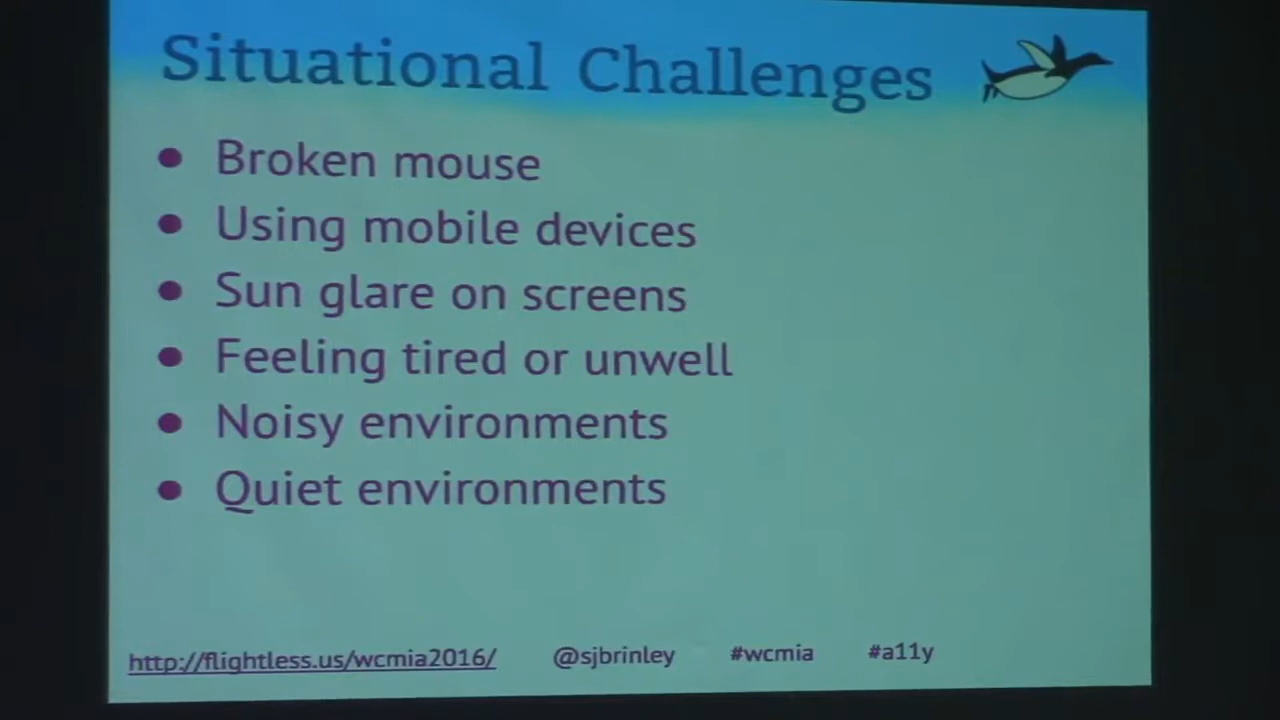 Situational Challenges
• Broken mouse
• Using mobile devices
• Sun glare on screens
• Feeling tired or unwell
• Noisy environments
• Quiet environments
http://flightless.us/wcmia2016/ @sjbrinley #wcmia #a11y